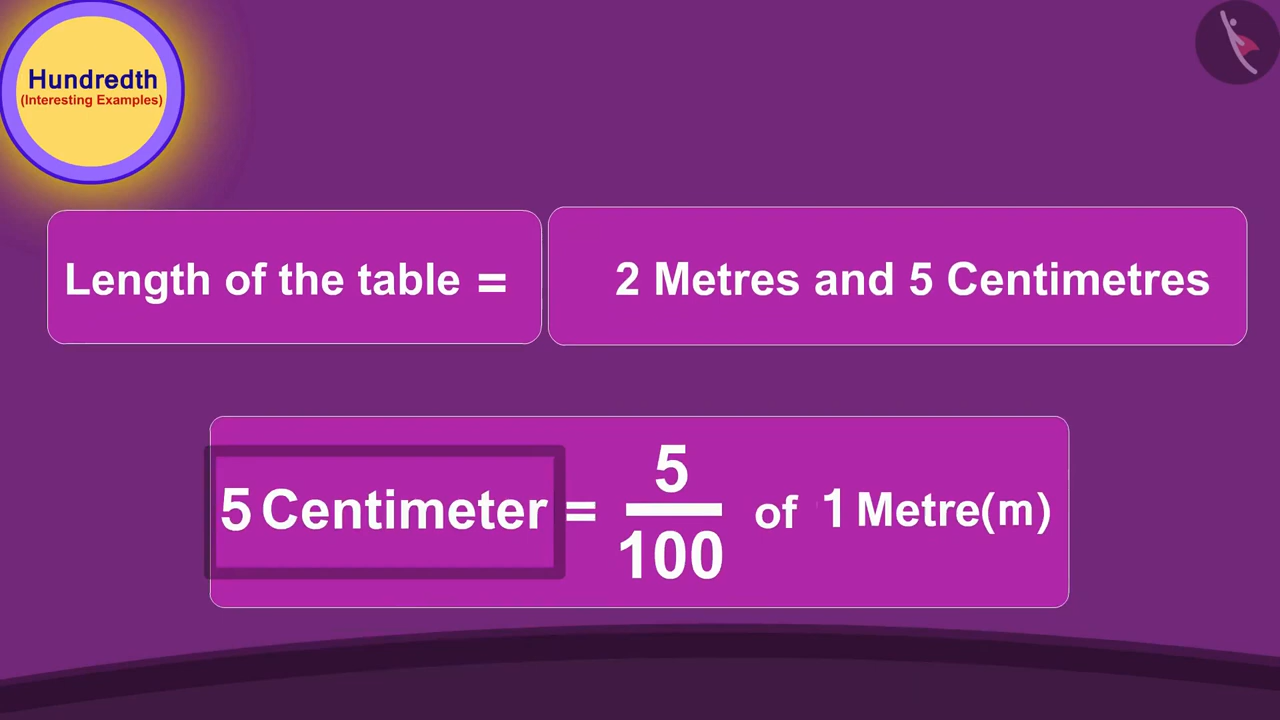 Hundredth
(Interesting Examples)
Length of the table =
2 Metres and 5 Centimetres
5 Centimeter = 5/100 of 1 Metre(m)